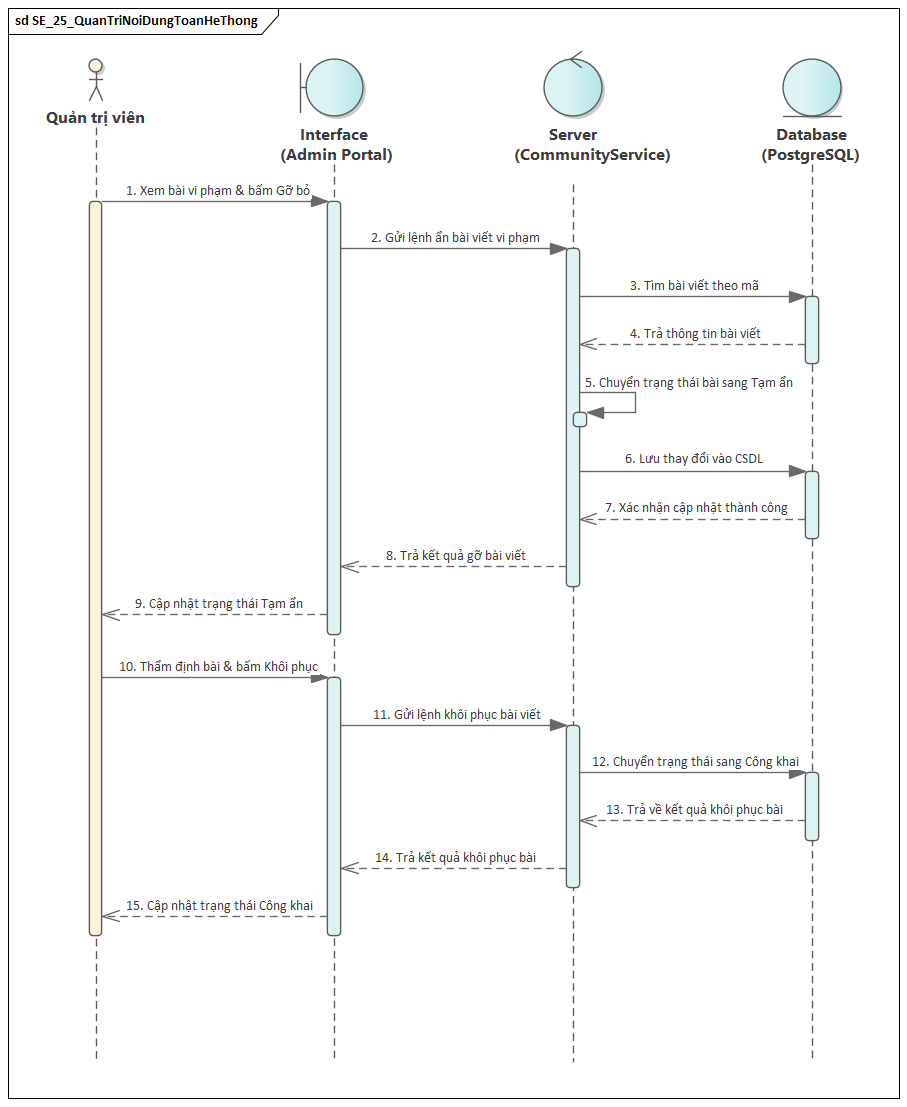 sd SE_25_QuanTriNoiDungToanHeThong
Quản trị viên
Interface
(Admin Portal)
Server
(CommunityService)
Database
(PostgreSQL)
1. Xem bài vi phạm & bấm Gỡ bỏ
2. Gửi lệnh ẩn bài viết vi phạm
3. Tìm bài viết theo mã
4. Trả thông tin bài viết
5. Chuyển trạng thái bài sang Tạm ẩn
6. Lưu thay đổi vào CSDL
7. Xác nhận cập nhật thành công
8. Trả kết quả gỡ bài viết
9. Cập nhật trạng thái Tạm ẩn
10. Thẩm định bài & bấm Khôi phục
11. Gửi lệnh khôi phục bài viết
12. Chuyển trạng thái sang Công khai
13. Trả về kết quả khôi phục bài
14. Trả kết quả khôi phục bài
15. Cập nhật trạng thái Công khai